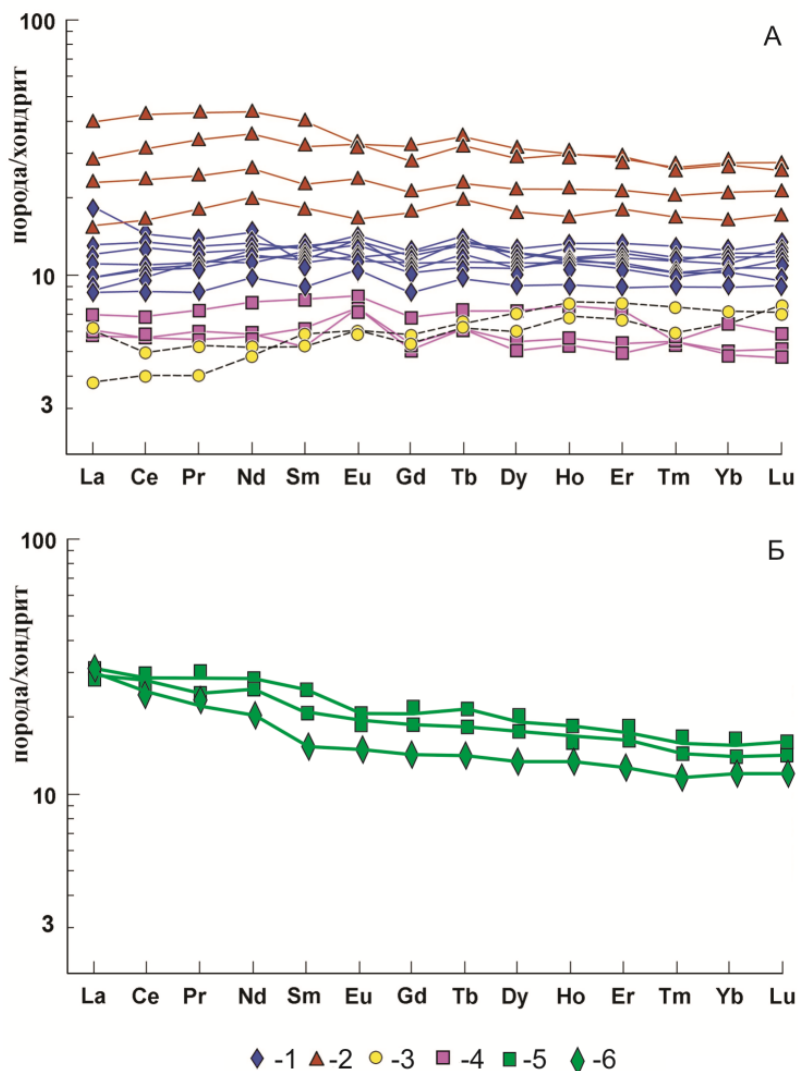 100
А
порода/хондрит
10
3
La Ce Pr Nd Sm Eu Gd Tb Dy Ho Er Tm Yb Lu
100
Б
порода/хондрит
10
3
La Ce Pr Nd Sm Eu Gd Tb Dy Ho Er Tm Yb Lu
-1 -2 -3 -4 -5 -6